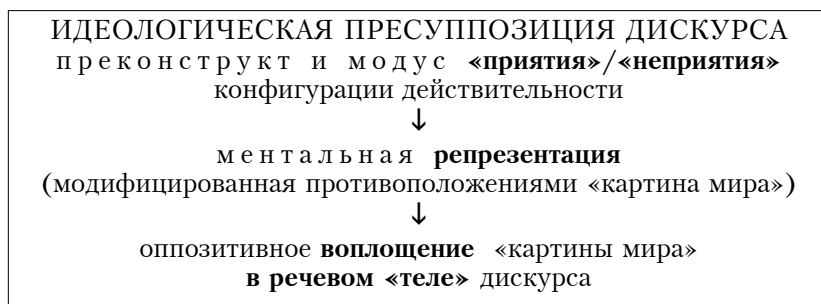 ИДЕОЛОГИЧЕСКАЯ ПРЕСУППОЗИЦИЯ ДИСКУРСА
преконструкт и модус «приятия»/«неприятия»
конфигурации действительности
↓
ментальная репрезентация
(модифицированная противоположениями «картина мира»)
↓
оппозитивное воплощение «картины мира»
в речевом «теле» дискурса